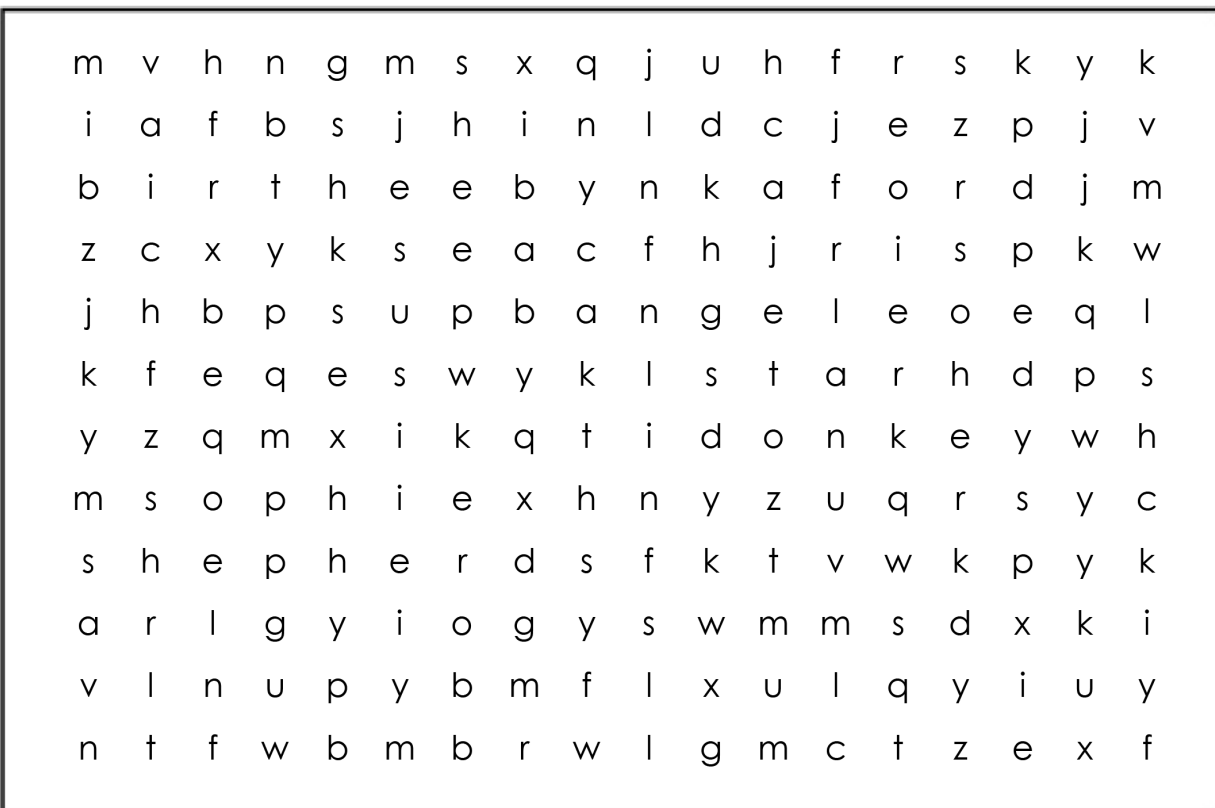 m v h n g m s x q j u h f r s k y k
i a f b s j h i n l d c j e z p j v
b i r t h e e b y n k a f o r d j m
z c x y k s e a c f h j r i s p k w
j h b p s u p b a n g e l e o e q l
k f e q e s w y k l s t a r h d p s
y z q m x i k q t i d o n k e y w h
m s o p h i e x h n y z u q r s y c
s h e p h e r d s f k t v w k p y k
a r l g y i o g y s w m m s d x k i
v l n u p y b m f l x u l q y i u y
n t f w b m b r w l g m c t z e x f